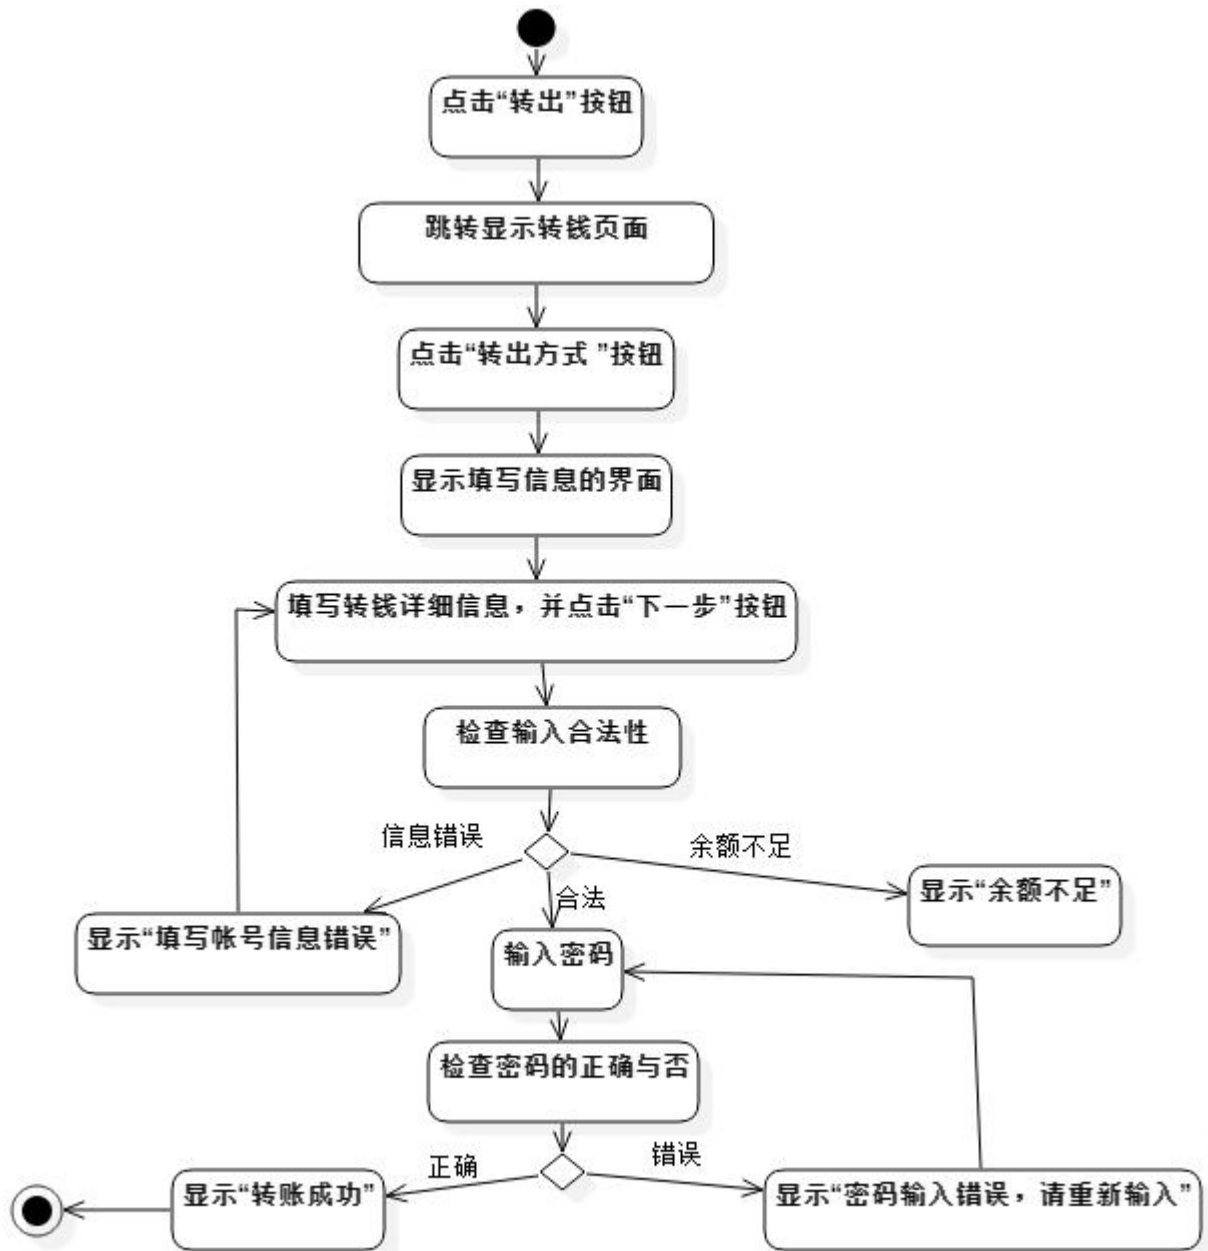 点击“转出”按钮
跳转显示转钱页面
点击“转出方式 ”按钮
显示填写信息的界面
填写转钱详细信息，并点击“下一步”按钮
检查输入合法性
信息错误
余额不足
合法
显示“余额不足”
显示“填写帐号信息错误”
输入密码
检查密码的正确与否
正确
错误
显示“转账成功”
显示“密码输入错误，请重新输入”